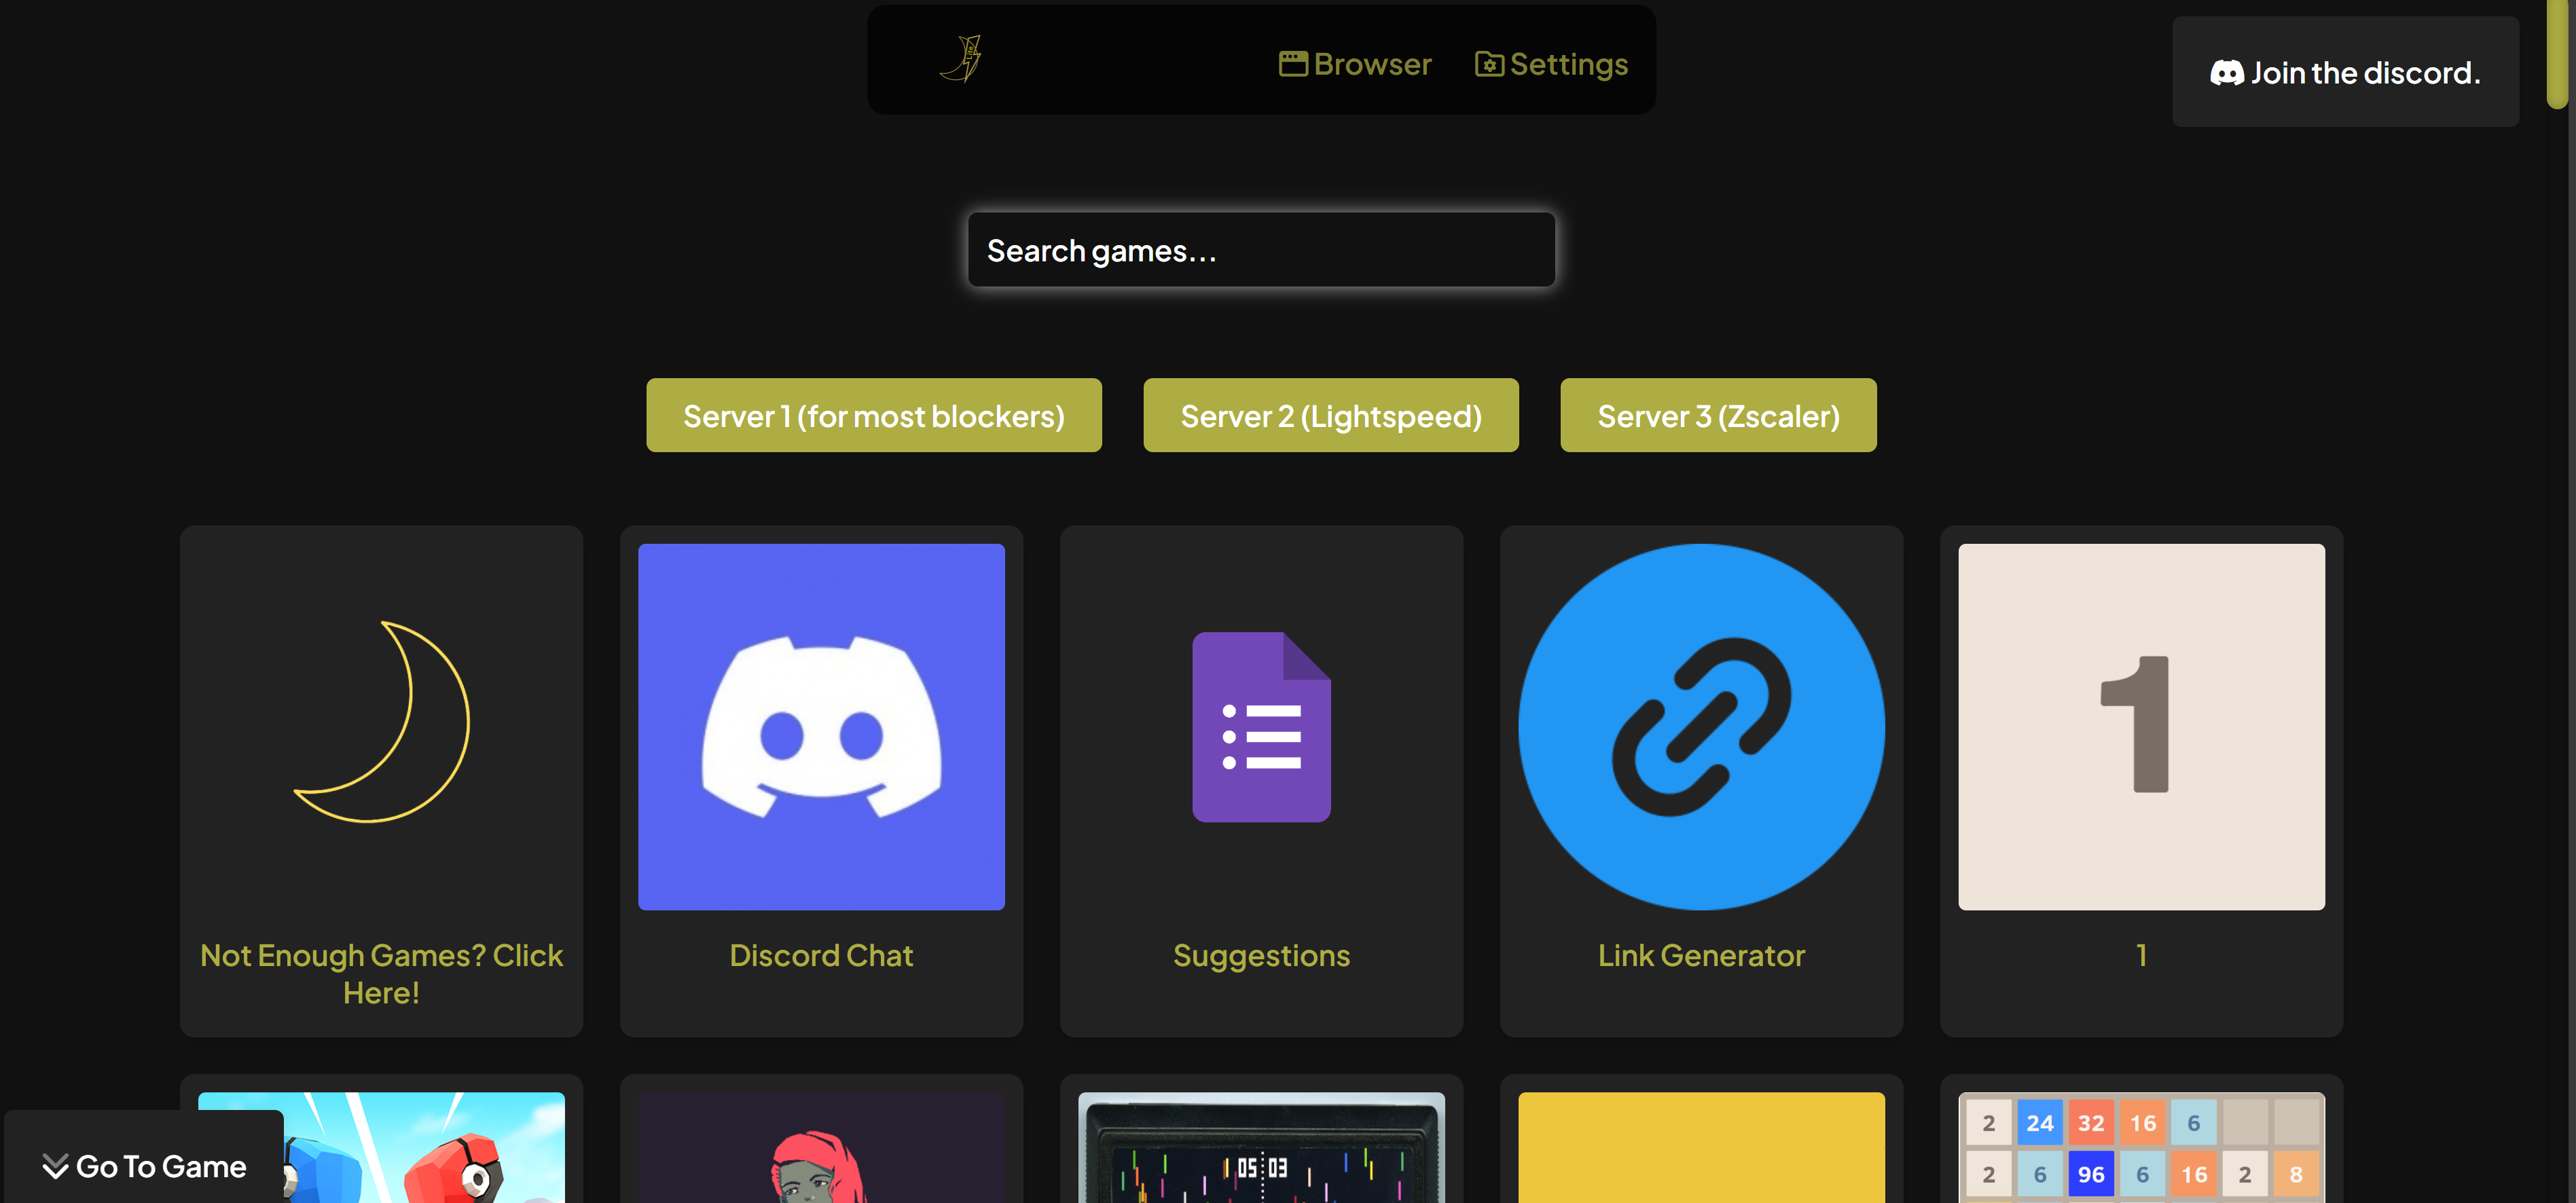 Browser
Settings
Join the discord.
Search games...
Server 1 (for most blockers)
Server 2 (Lightspeed)
Server 3 (Zscaler)
1
Not Enough Games? Click
Here!
Discord Chat
Suggestions
Link Generator
1
Go To Game
05 03
2 24 32 16 6
2 6 96 6 16 2 8